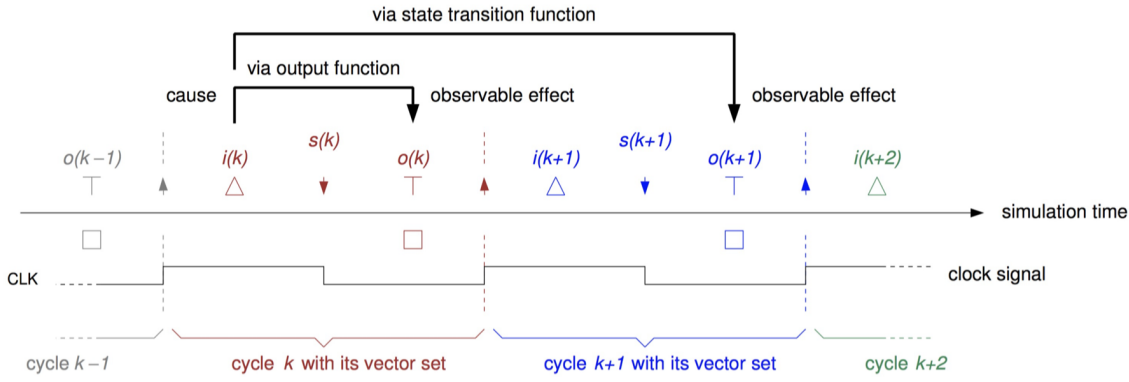 via state transition function
via output function
cause
observable effect
observable effect
o(k−1)
i(k)
s(k)
o(k)
i(k+1)
s(k+1)
o(k+1)
i(k+2)
simulation time
CLK
clock signal
cycle k−1
cycle k with its vector set
cycle k+1 with its vector set
cycle k+2